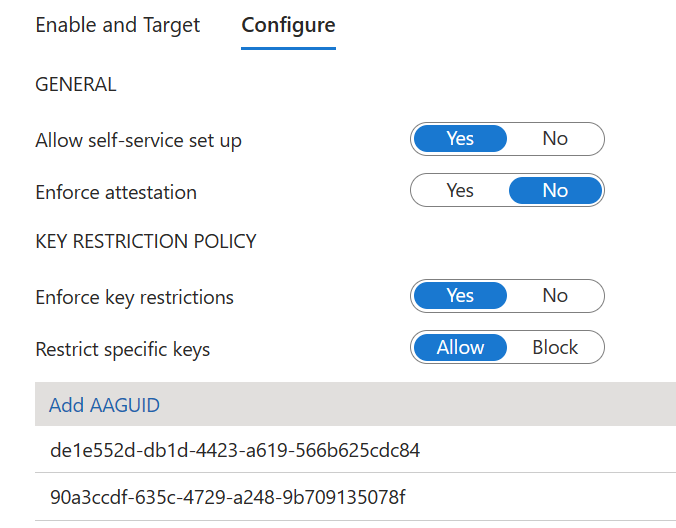 Enable and Target Configure
GENERAL
Allow self-service set up Yes No
Enforce attestation Yes No
KEY RESTRICTION POLICY
Enforce key restrictions Yes No
Restrict specific keys Allow Block
Add AAGUID
de1e552d-db1d-4423-a619-566b625cdc84
90a3ccdf-635c-4729-a248-9b709135078f